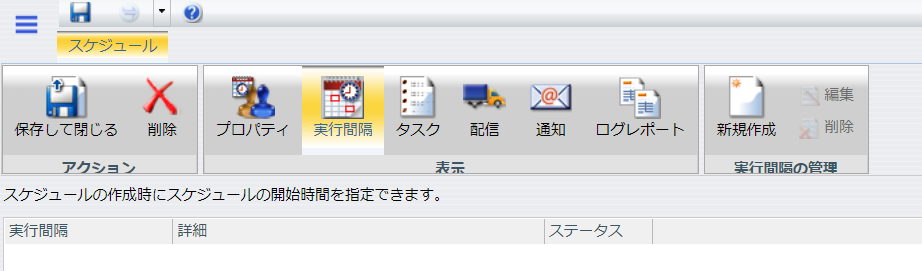 スケジュール
保存して閉じる 削除 プロパティ 実行間隔 タスク 配信 通知 ログレポート 新規作成 編集
削除
アクション 表示 実行間隔の管理
スケジュールの作成時にスケジュールの開始時間を指定できます。
実行間隔 詳細 ステータス